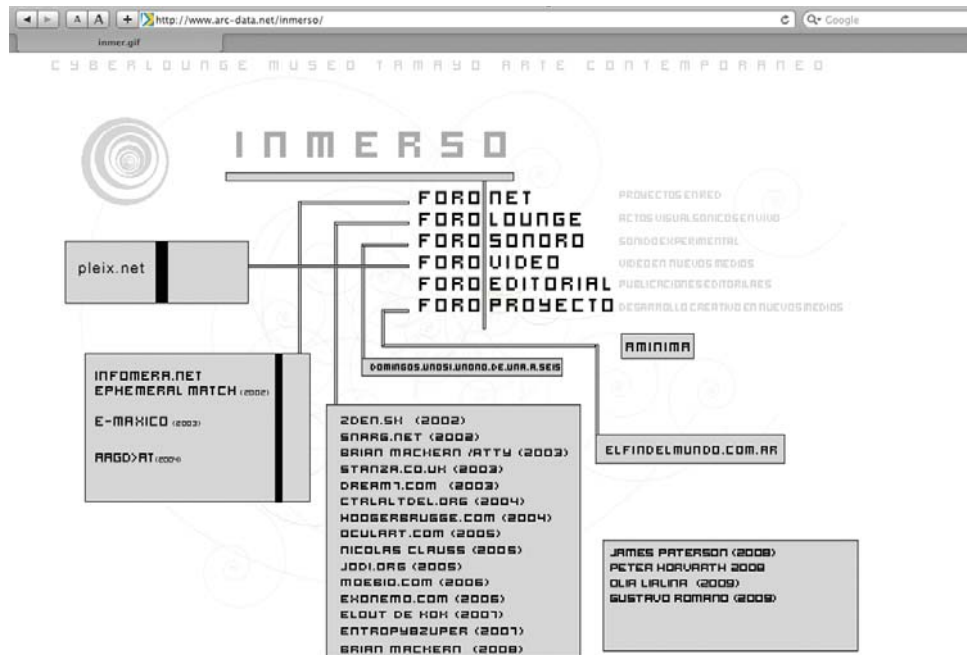 A A + http://www.arc-data.net/inmerso/ C Q Google
inmer.gif
CYBERLOUNGE MUSEO TAMAYO ARTE CONTEMPORANEO
INMERSO
FORO NET PROYECTOS EN RED
FORO LOUNGE ACTOS VISUALSONICOS EN VIVO
FORO SONORO SONIDO EXPERIMENTAL
FORO VIDEO VIDEO EN NUEVOS MEDIOS
FORO EDITORIAL PUBLICACIONES EDITORILAES
FORO PROYECTO DESARROLLO CREATIVO EN NUEVOS MEDIOS
pleix.net
AMINIMA
DOMINGOS.UNOSI.UNONO.DE.UNA.A.SEIS
INFOMERA.NET
EPHEMERAL MATCH (2002)
E-MAXICO (2003)
AAGD>AT (2004)
2DEN.SK (2002)
SNARG.NET (2002)
BRIAN MACKERN /ATTY (2003)
STANZA.CO.UK (2003)
DREAM7.COM (2003)
CTRLALTDEL.ORG (2004)
HOOGERBRUGGE.COM (2004)
OCULART.COM (2005)
NICOLAS CLAUSS (2005)
JODI.ORG (2005)
MOEBIO.COM (2006)
EXONEMO.COM (2006)
ELOUT DE KOK (2007)
ENTROPY8ZUPER (2007)
BRIAN MACKERN (2008)
ELFINDELMUNDO.COM.AR
JAMES PATERSON (2008)
PETER HORVARTH 2008
OLIA LIALINA (2009)
GUSTAVO ROMANO (2009)